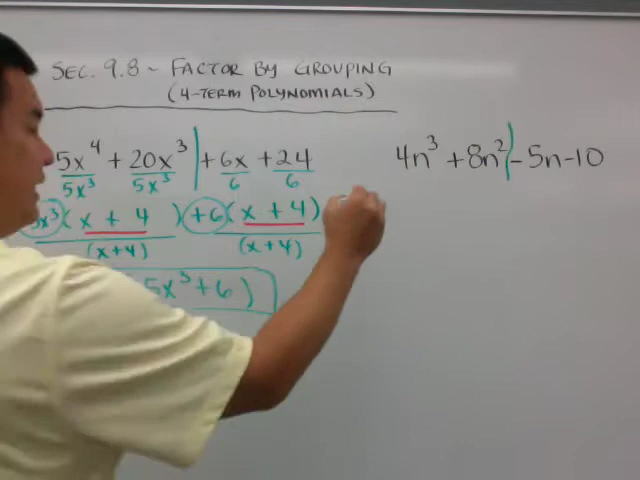 SEC. 9.8 ~ FACTOR BY GROUPING
(4-TERM POLYNOMIALS)
5x⁴ + 20x³ | + 6x + 24
5x³ 5x³ 6 6
x³ ( x + 4 ) + 6 ( x + 4 )
(x+4) (x+4)
5x³ + 6 )
4n³ + 8n² | - 5n - 10